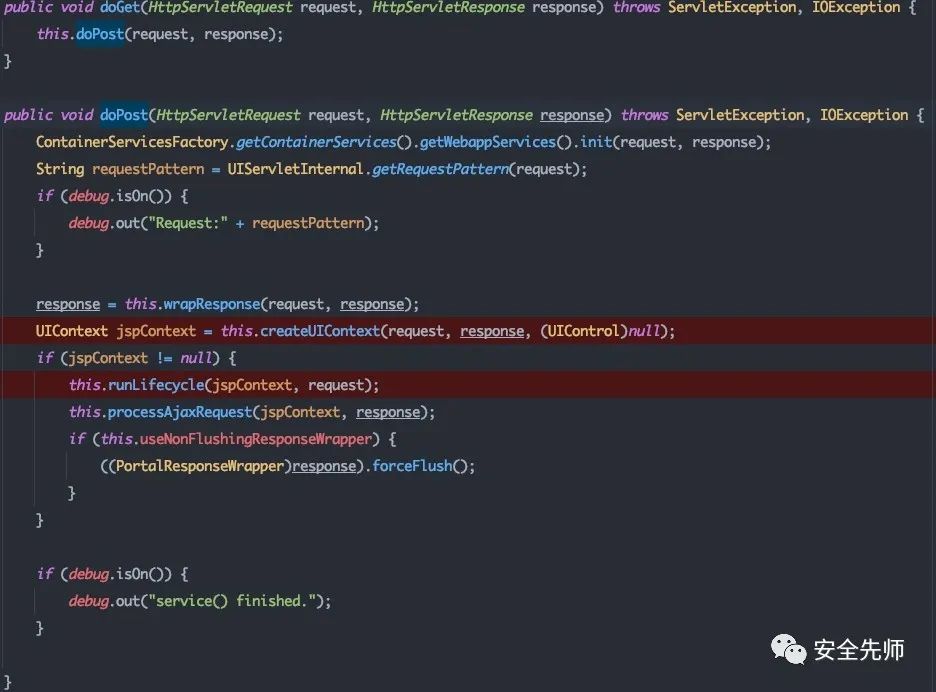 public void doGet(HttpServletRequest request, HttpServletResponse response) throws ServletException, IOException {
    this.doPost(request, response);
}
public void doPost(HttpServletRequest request, HttpServletResponse response) throws ServletException, IOException {
    ContainerServicesFactory.getContainerServices().getWebappServices().init(request, response);
    String requestPattern = UIServletInternal.getRequestPattern(request);
    if (debug.isOn()) {
        debug.out("Request:" + requestPattern);
    }
    response = this.wrapResponse(request, response);
    UIContext jspContext = this.createUIContext(request, response, (UIControl)null);
    if (jspContext != null) {
        this.runLifecycle(jspContext, request);
        this.processAjaxRequest(jspContext, response);
        if (this.useNonFlushingResponseWrapper) {
            ((PortalResponseWrapper)response).forceFlush();
        }
    }
    if (debug.isOn()) {
        debug.out("service() finished.");
    }
安全先师
}